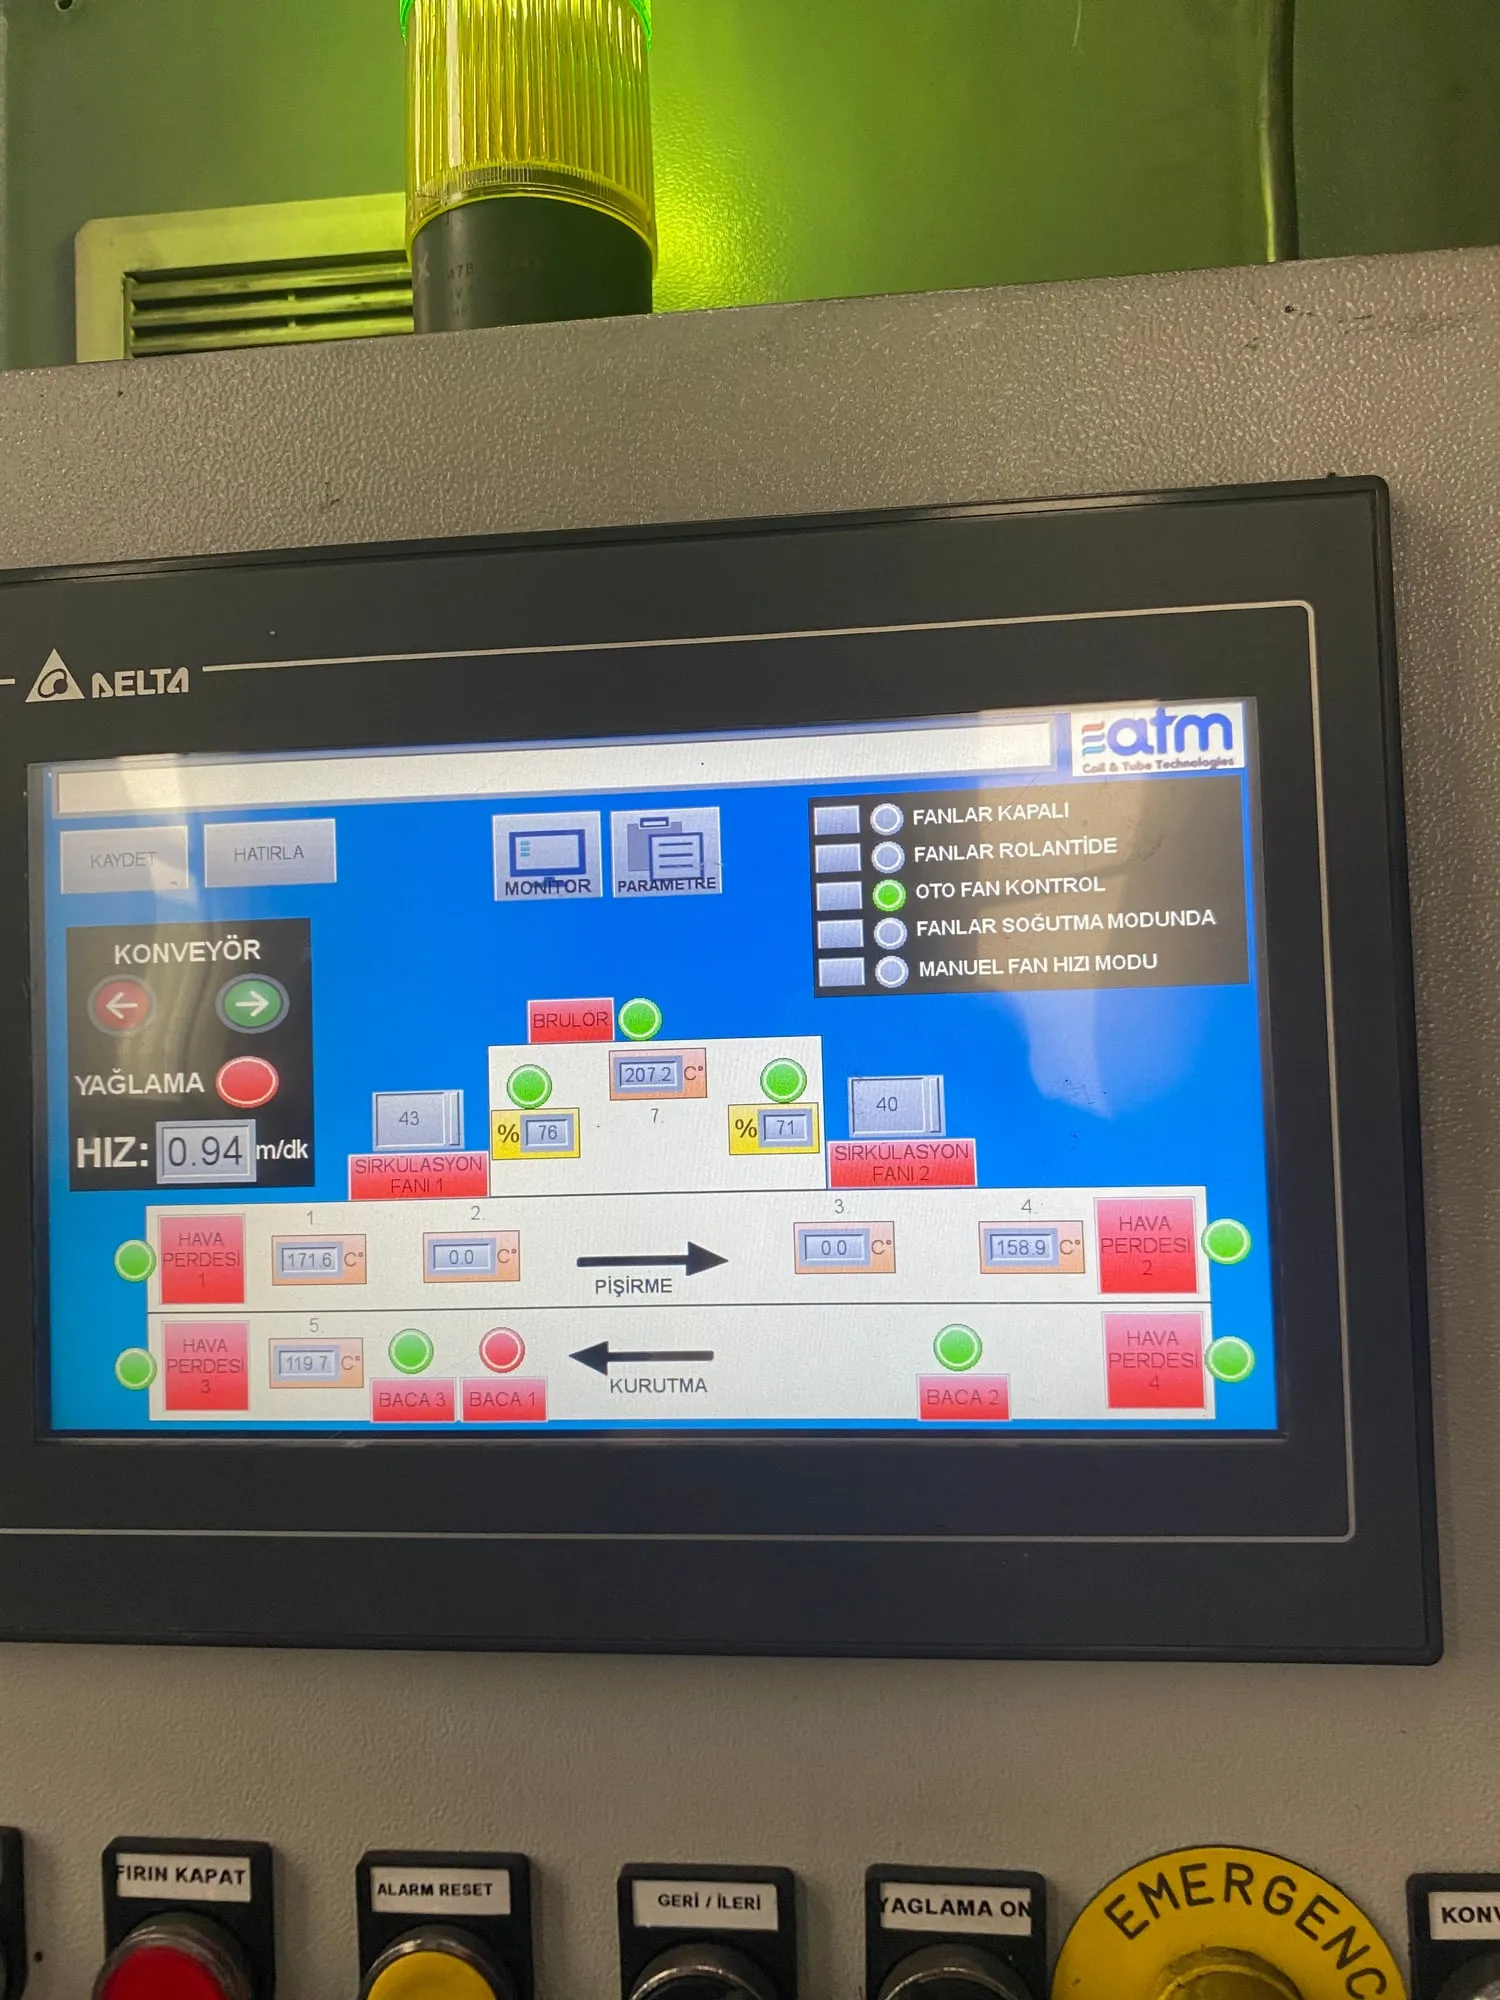 DELTA
atm
Coil & Tube Technologies
KAYDET
HATIRLA
MONİTOR
PARAMETRE
FANLAR KAPALI
FANLAR ROLANTİDE
OTO FAN KONTROL
FANLAR SOĞUTMA MODUNDA
MANUEL FAN HIZI MODU
KONVEYÖR
YAĞLAMA
HIZ: 0.94 m/dk
BRULÖR
207.2 C°
7.
43
% 76
% 71
40
SİRKÜLASYON
FANI 1
SİRKÜLASYON
FANI 2
HAVA
PERDESİ
1
1.
171.6 C°
2.
0.0 C°
PİŞİRME
3.
0.0 C°
4.
158.9 C°
HAVA
PERDESİ
2
HAVA
PERDESİ
3
5.
119.7 C°
BACA 3
BACA 1
KURUTMA
BACA 2
HAVA
PERDESİ
4
FIRIN KAPAT
ALARM RESET
GERİ / İLERİ
YAGLAMA ON
EMERGENC
KONV